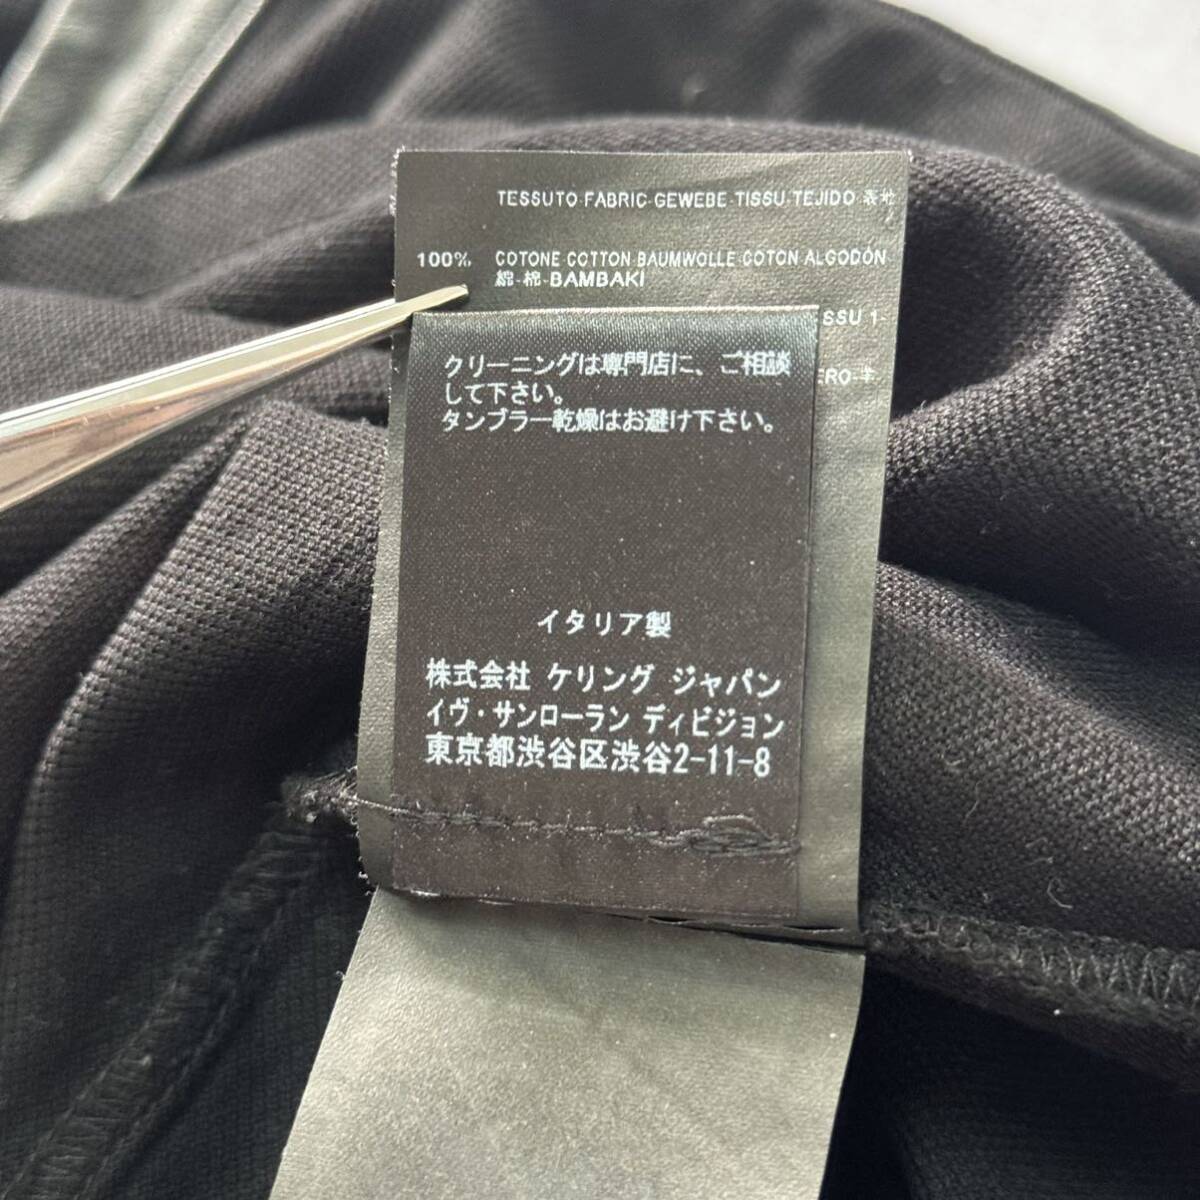 TESSUTO-FABRIC-GEWEBE-TISSU-TEJIDO-表地
100% COTONE COTTON BAUMWOLLE COTON ALGODÓN
綿-棉-BAMBAKI
SSU 1-
ERO-羊
クリーニングは専門店に、ご相談
して下さい。
タンブラー乾燥はお避け下さい。
イタリア製
株式会社 ケリング ジャパン
イヴ・サンローラン ディビジョン
東京都渋谷区渋谷2-11-8